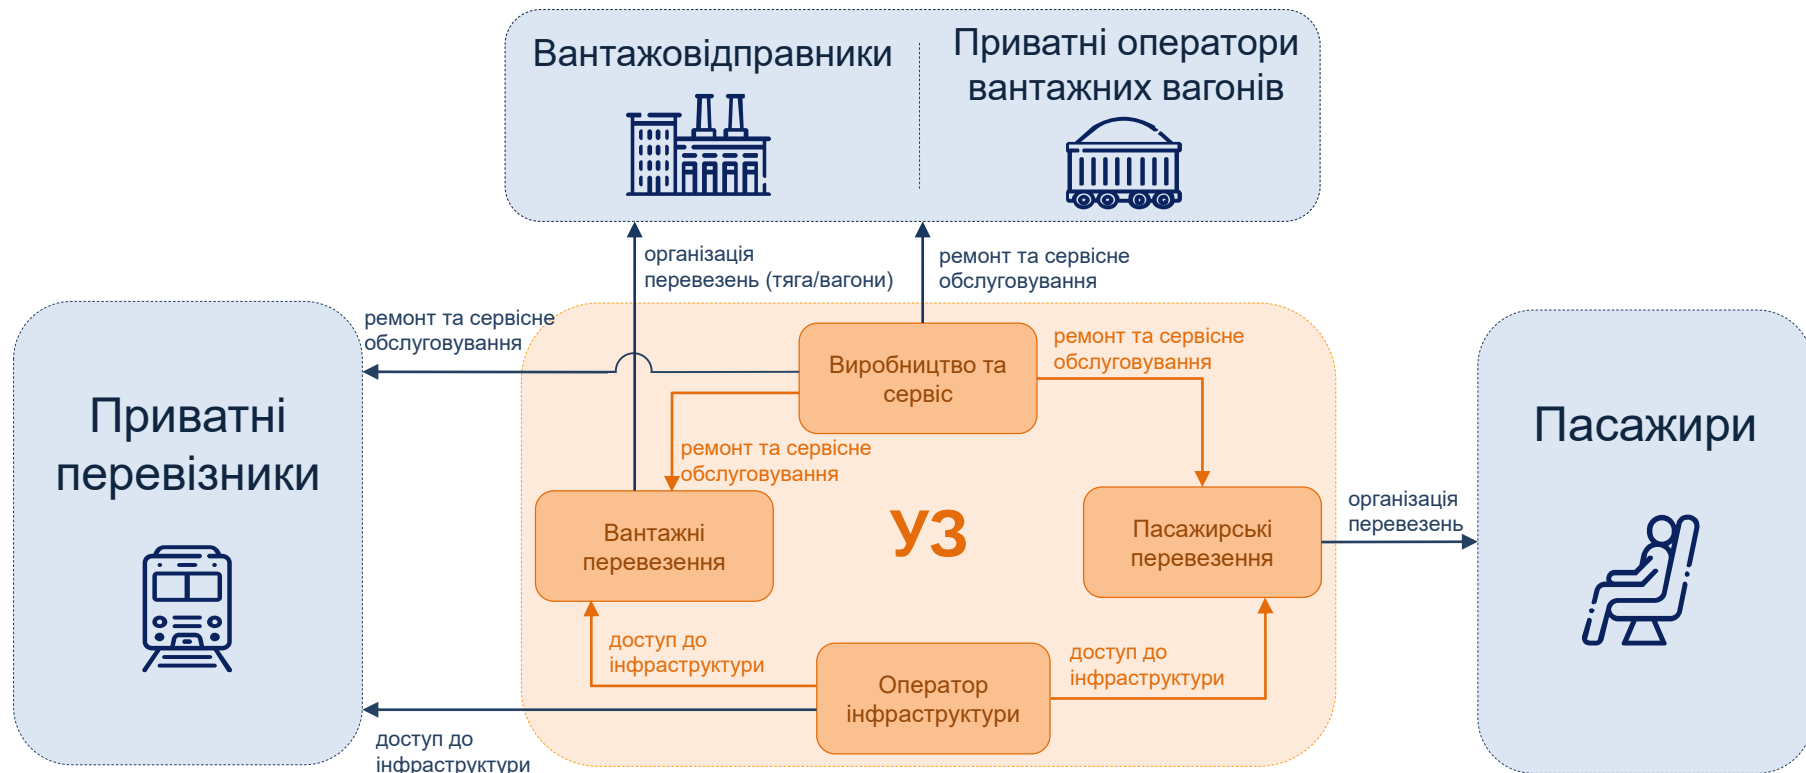 Вантажовідправники
Приватні оператори
вантажних вагонів
організація
перевезень (тяга/вагони)
ремонт та сервісне
обслуговування
ремонт та сервісне
обслуговування
Приватні
перевізники
Виробництво та
сервіс
ремонт та сервісне
обслуговування
ремонт та сервісне
обслуговування
УЗ
Вантажні
перевезення
Пасажирські
перевезення
організація
перевезень
Пасажири
доступ до
інфраструктури
Оператор
інфраструктури
доступ до
інфраструктури
доступ до
інфраструктури